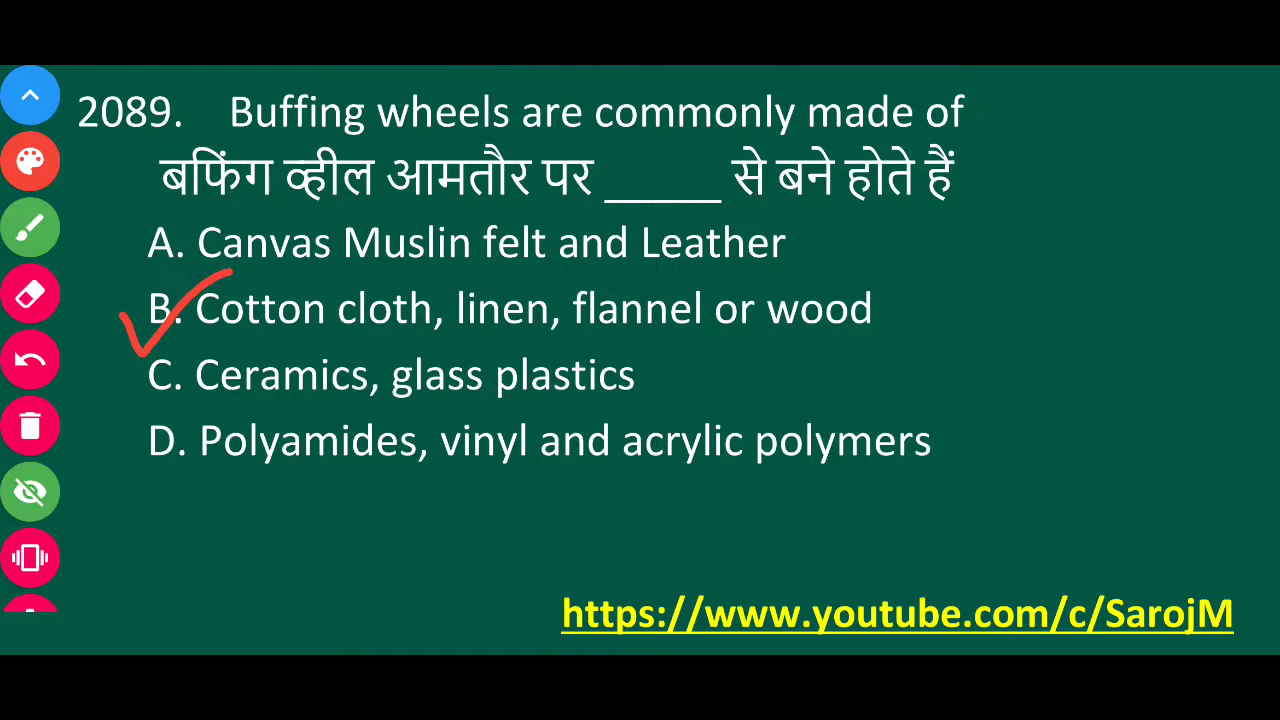 2089. Buffing wheels are commonly made of
बफिंग व्हील आमतौर पर _____ से बने होते हैं
A. Canvas Muslin felt and Leather
B. Cotton cloth, linen, flannel or wood
C. Ceramics, glass plastics
D. Polyamides, vinyl and acrylic polymers
https://www.youtube.com/c/SarojM